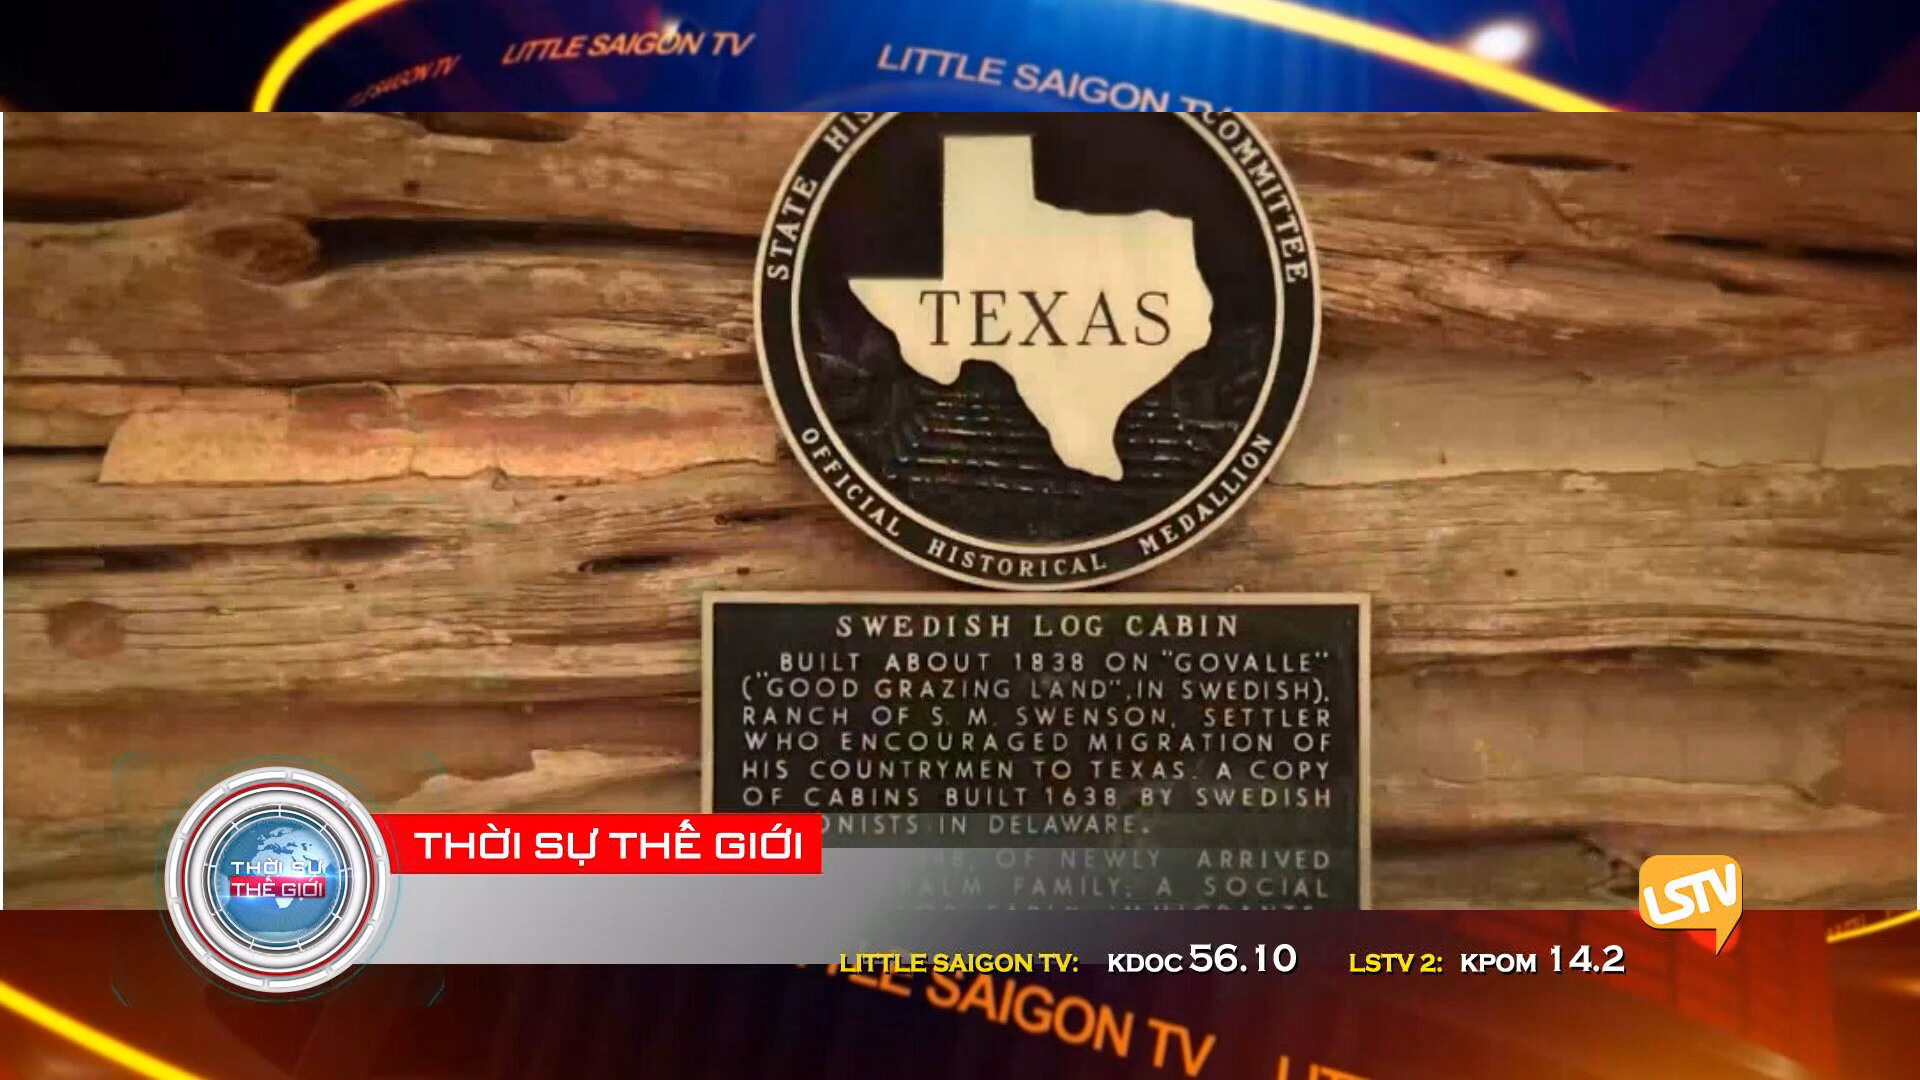 LITTLE SAIGON TV
LITTLE SAIGON TV
STATE
COMMITTEE
TEXAS
OFFICIAL HISTORICAL MEDALLION
SWEDISH LOG CABIN
BUILT ABOUT 1838 ON "GOVALLE"
("GOOD GRAZING LAND", IN SWEDISH),
RANCH OF S. M. SWENSON, SETTLER
WHO ENCOURAGED MIGRATION OF
HIS COUNTRYMEN TO TEXAS. A COPY
OF CABINS BUILT 1638 BY SWEDISH
IN DELAWARE.
OF NEWLY ARRIVED
PALM FAMILY; A SOCIAL
THỜI SỰ THẾ GIỚI
THỜI SỰ
THẾ GIỚI
LSTV
LITTLE SAIGON TV: KDOC 56.10 LSTV 2: KPOM 14.2
SAIGON TV